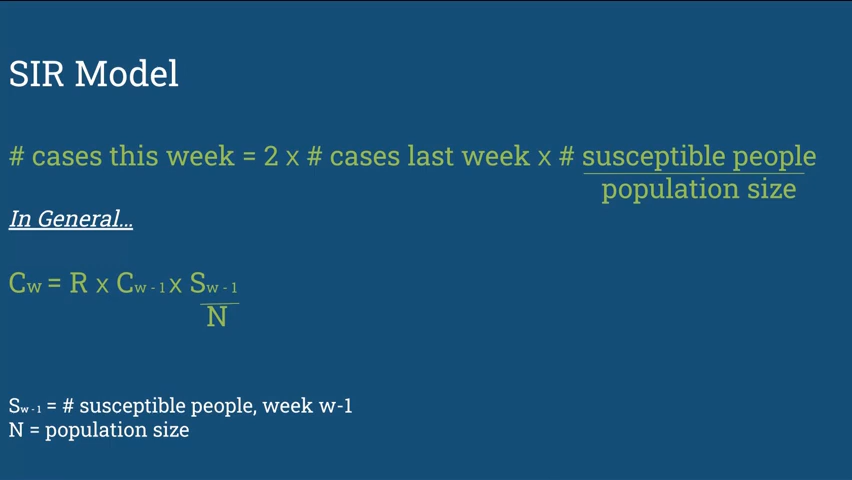 SIR Model
# cases this week = 2 x # cases last week x # susceptible people
population size
In General...
Cw = R x Cw - 1 x Sw - 1
N
Sw - 1 = # susceptible people, week w-1
N = population size